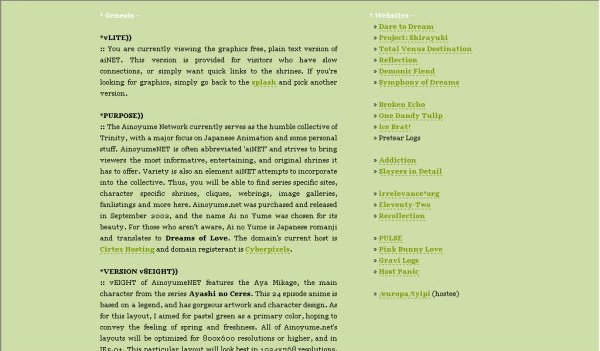 + Genesis ~
*vLITE))
:: You are currently viewing the graphics free, plain text version of
aiNET. This version is provided for visitors who have slow
connections, or simply want quick links to the shrines. If you're
looking for graphics, simply go back to the splash and pick another
version.
*PURPOSE))
:: The Ainoyume Network currently serves as the humble collective of
Trinity, with a major focus on Japanese Animation and some personal
stuff. AinoyumeNET is often abbreviated 'aiNET' and strives to bring
viewers the most informative, entertaining, and original shrines it
has to offer. Variety is also an element aiNET attempts to incorporate
into the collective. Thus, you will be able to find series specific sites,
character specific shrines, cliques, webrings, image galleries,
fanlistings and more here. Ainoyume.net was purchased and released
in September 2002, and the name Ai no Yume was chosen for its
beauty. For those who aren't aware, Ai no Yume is Japanese romanji
and translates to Dreams of Love. The domain's current host is
Cirtex Hosting and domain registerant is Cyberpixels.
*VERSION v8EIGHT))
:: vEIGHT of AinoyumeNET features the Aya Mikage, the main
character from the series Ayashi no Ceres. This 24 episode anime is
based on a legend, and has gorgeous artwork and character design. As
for this layout, I aimed for pastel green as a primary color, hoping to
convey the feeling of spring and freshness. All of Ainoyume.net's
layouts will be optimized for 800x600 resolutions or higher, and in
IE5.0+. This particular layout will look best in 1024x768 resolutions.
+ Websites ~
» Dare to Dream
» Project: Shirayuki
» Total Venus Destination
» Reflection
» Demonic Fiend
» Symphony of Dreams
» Broken Echo
» One Dandy Tulip
» Ice Brat!
» Pretear Logs
» Addiction
» Slayers in Detail
» irrelevance*org
» Eleventy Two
» Recollection
» PULSE
» Pink Bunny Love
» Gravi Logs
» Host Panic
» /europa/tyipi (hostee)